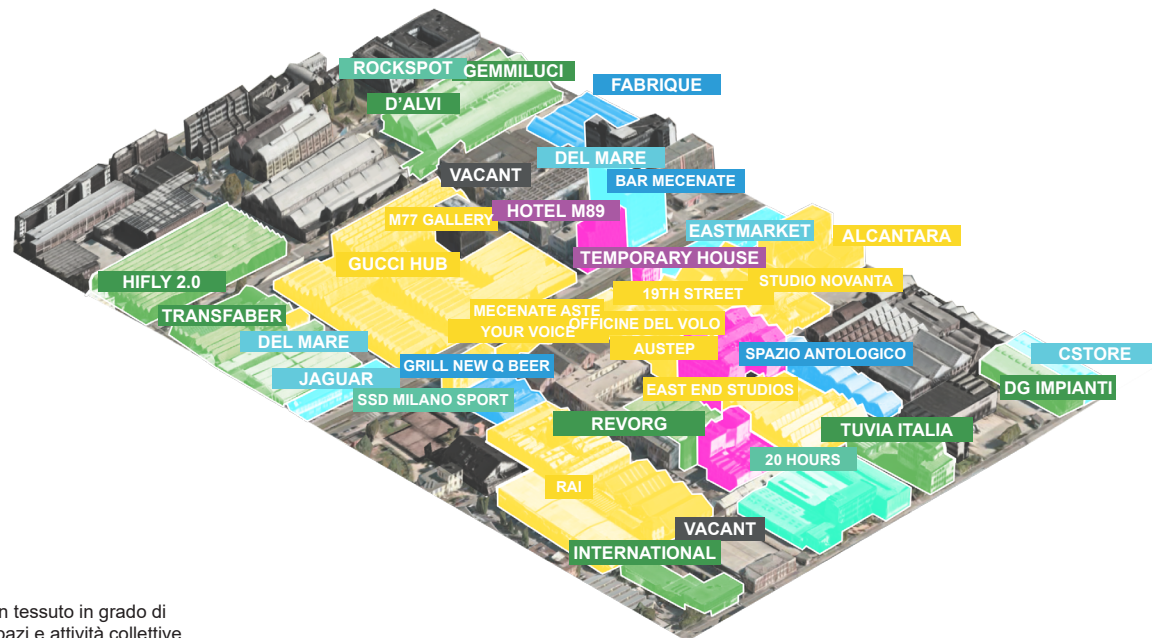 ROCKSPOT
GEMMILUCI
D'ALVI
FABRIQUE
DEL MARE
VACANT
BAR MECENATE
HOTEL M89
M77 GALLERY
EASTMARKET
ALCANTARA
GUCCI HUB
TEMPORARY HOUSE
HIFLY 2.0
STUDIO NOVANTA
19TH STREET
TRANSFABER
MECENATE ASTE
YOUR VOICE
OFFICINE DEL VOLO
DEL MARE
AUSTEP
SPAZIO ANTOLOGICO
CSTORE
GRILL NEW Q BEER
JAGUAR
EAST END STUDIOS
DG IMPIANTI
SSD MILANO SPORT
REVORG
TUVIA ITALIA
20 HOURS
RAI
VACANT
INTERNATIONAL
n tessuto in grado di
pazi e attività collettive